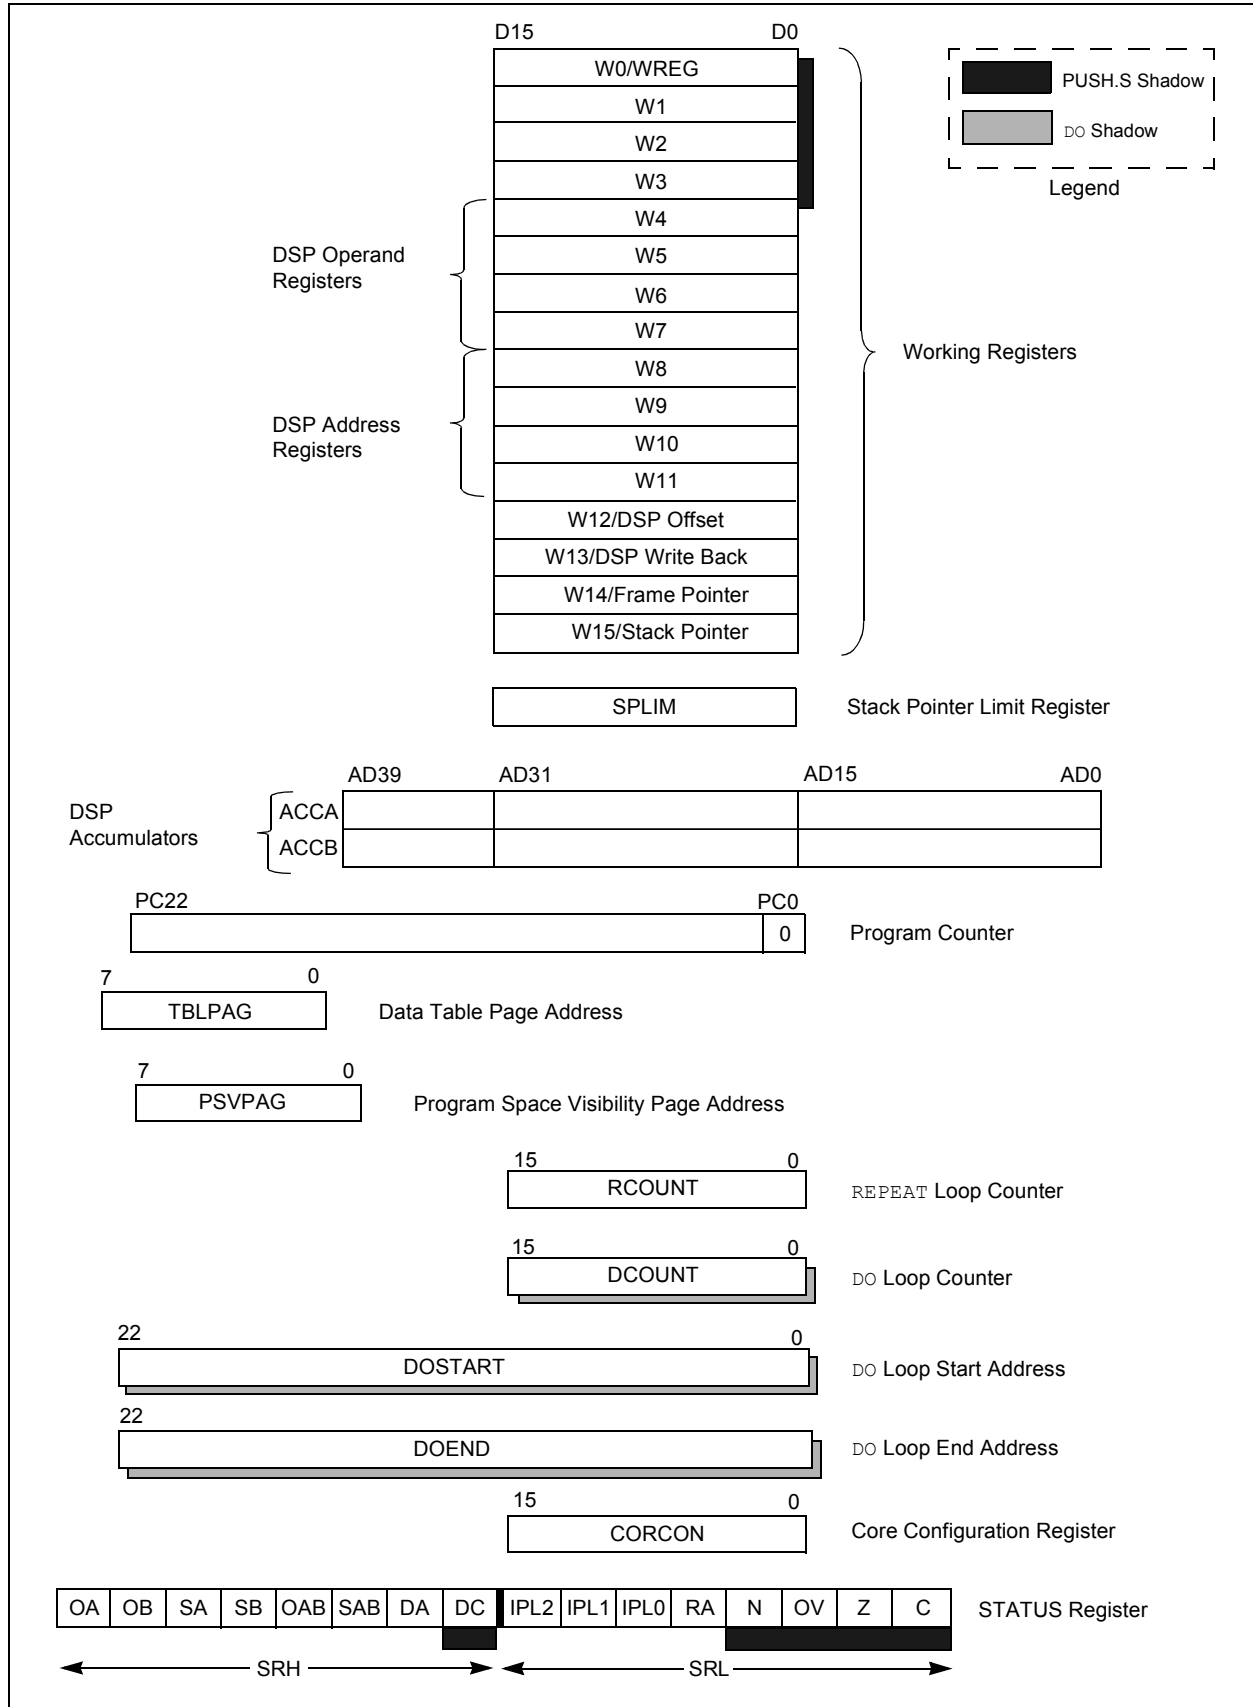 D15 D0
W0/WREG
W1
W2
W3
W4
W5
W6
W7
W8
W9
W10
W11
W12/DSP Offset
W13/DSP Write Back
W14/Frame Pointer
W15/Stack Pointer
PUSH.S Shadow
DO Shadow
Legend
DSP Operand
Registers
DSP Address
Registers
Working Registers
SPLIM Stack Pointer Limit Register
AD39 AD31 AD15 AD0
DSP
Accumulators
ACCA
ACCB
PC22 PC0
0 Program Counter
7 0
TBLPAG Data Table Page Address
7 0
PSVPAG Program Space Visibility Page Address
15 0
RCOUNT REPEAT Loop Counter
15 0
DCOUNT DO Loop Counter
22 0
DOSTART DO Loop Start Address
22
DOEND DO Loop End Address
15 0
CORCON Core Configuration Register
OA OB SA SB OAB SAB DA DC IPL2 IPL1 IPL0 RA N OV Z C STATUS Register
SRH SRL